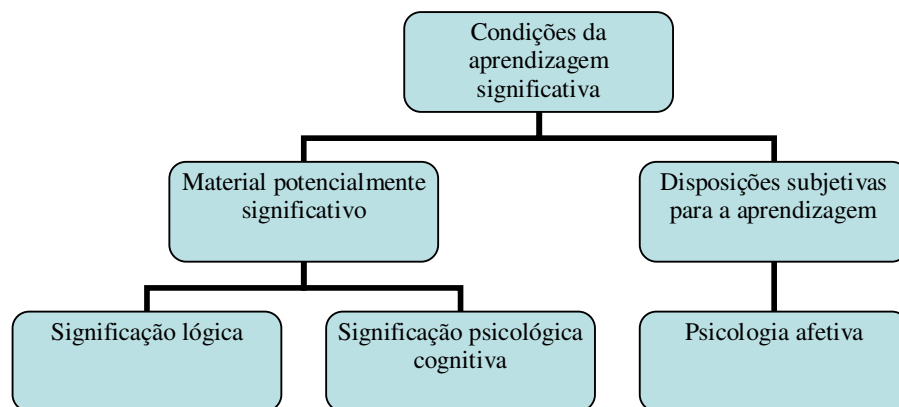 Condições da
aprendizagem
significativa
Material potencialmente
significativo
Disposições subjetivas
para a aprendizagem
Significação lógica
Significação psicológica
cognitiva
Psicologia afetiva